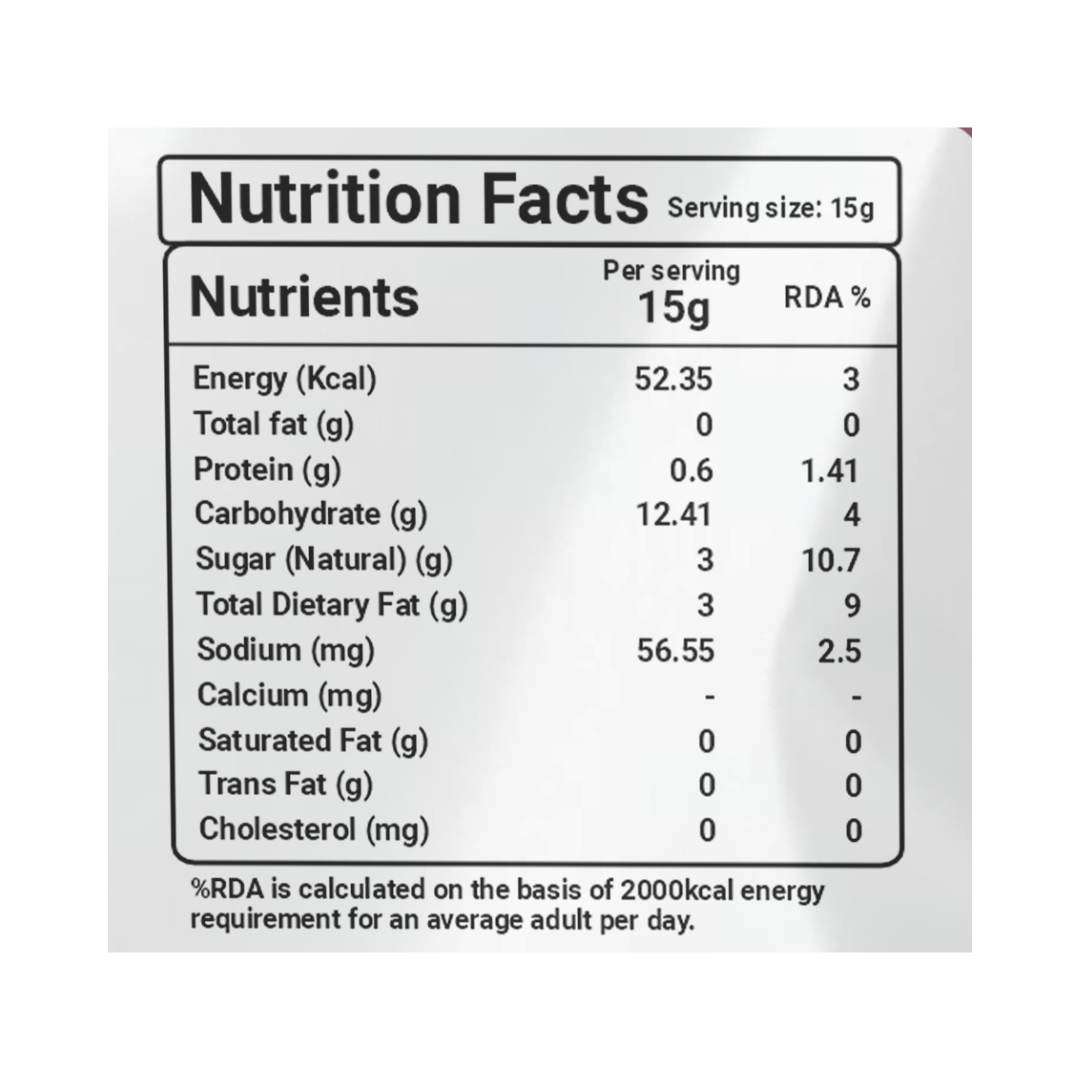 Nutrition Facts Serving size: 15g
Nutrients Per serving 15g RDA %
Energy (Kcal) 52.35 3
Total fat (g) 0 0
Protein (g) 0.6 1.41
Carbohydrate (g) 12.41 4
Sugar (Natural) (g) 3 10.7
Total Dietary Fat (g) 3 9
Sodium (mg) 56.55 2.5
Calcium (mg) - -
Saturated Fat (g) 0 0
Trans Fat (g) 0 0
Cholesterol (mg) 0 0
%RDA is calculated on the basis of 2000kcal energy
requirement for an average adult per day.